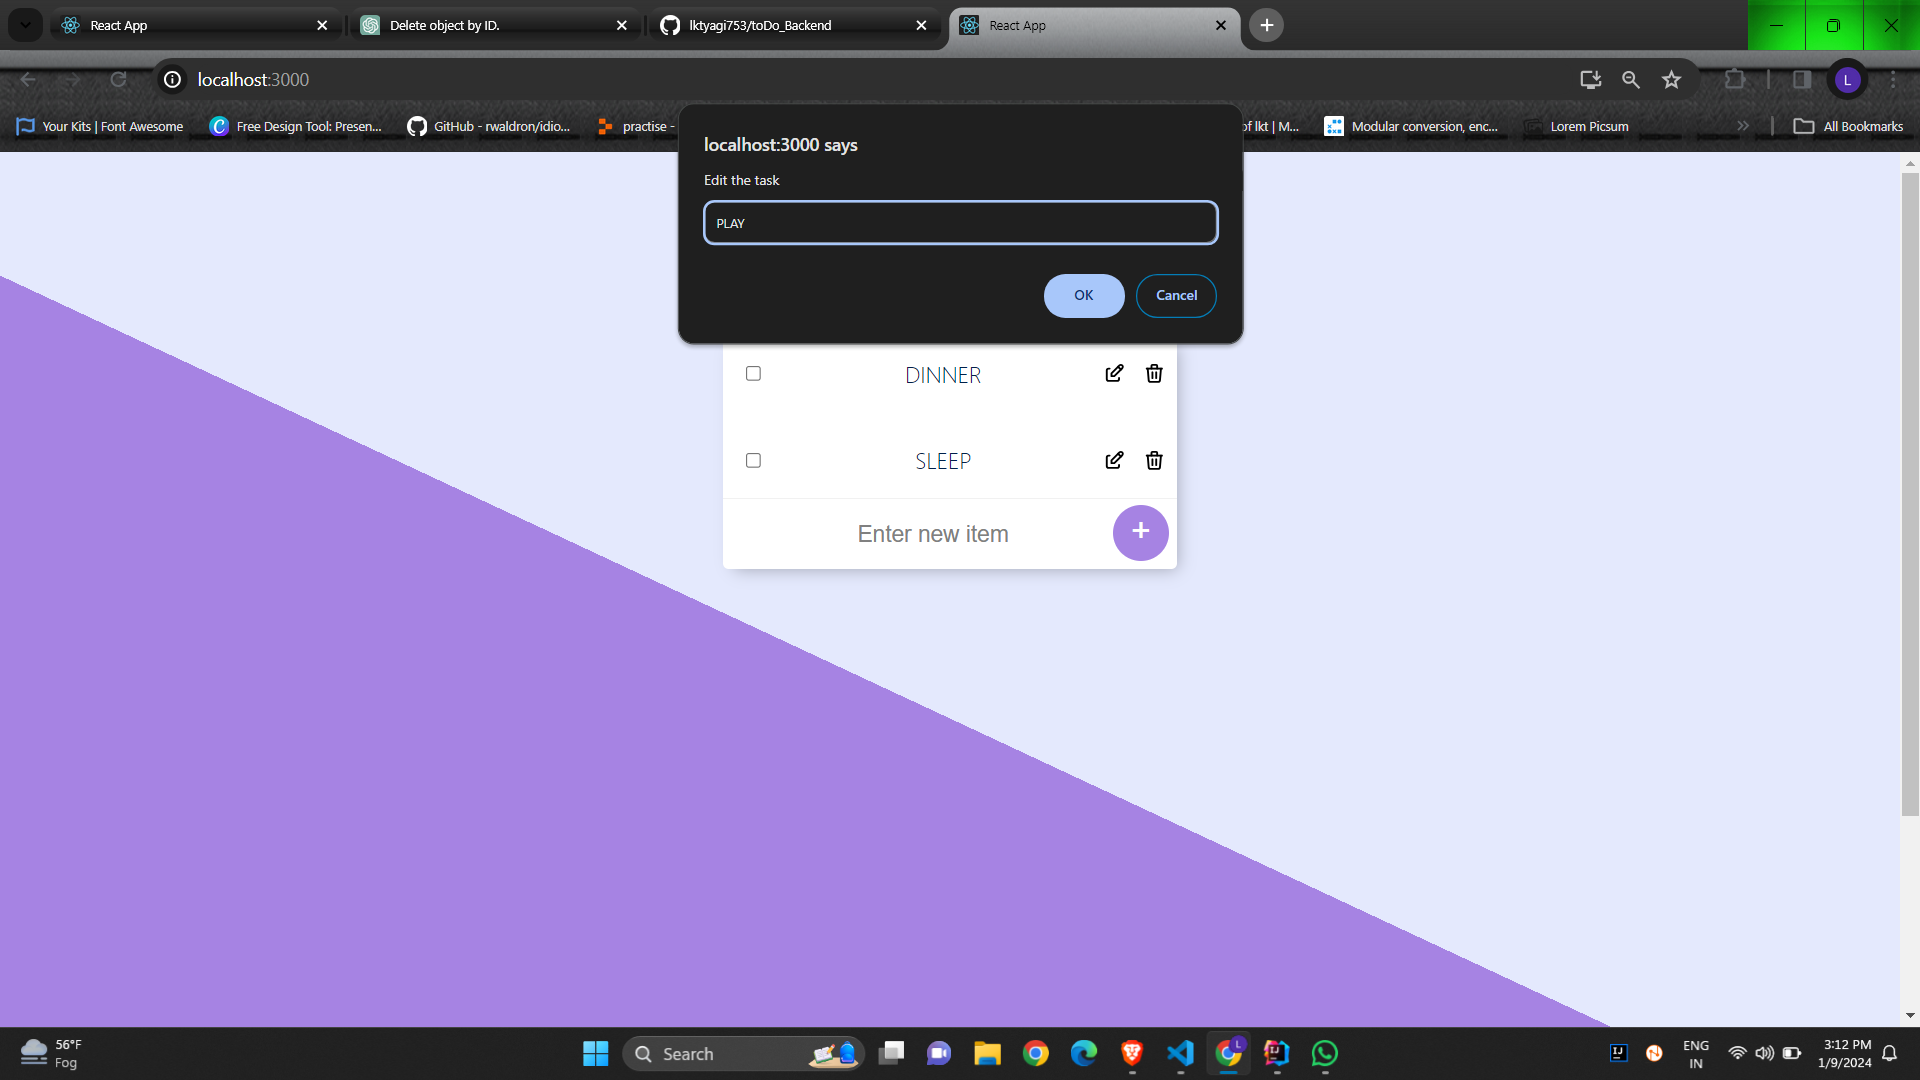 React App
Delete object by ID.
lktyagi753/toDo_Backend
React App
localhost:3000
L
Your Kits | Font Awesome
Free Design Tool: Presen...
GitHub - rwaldron/idio...
practise -
of lkt | M...
Modular conversion, enc...
Lorem Picsum
All Bookmarks
localhost:3000 says
Edit the task
PLAY
OK
Cancel
DINNER
SLEEP
Enter new item
+
56°F
Fog
Search
L
IJ
IJ
ENG
IN
3:12 PM
1/9/2024